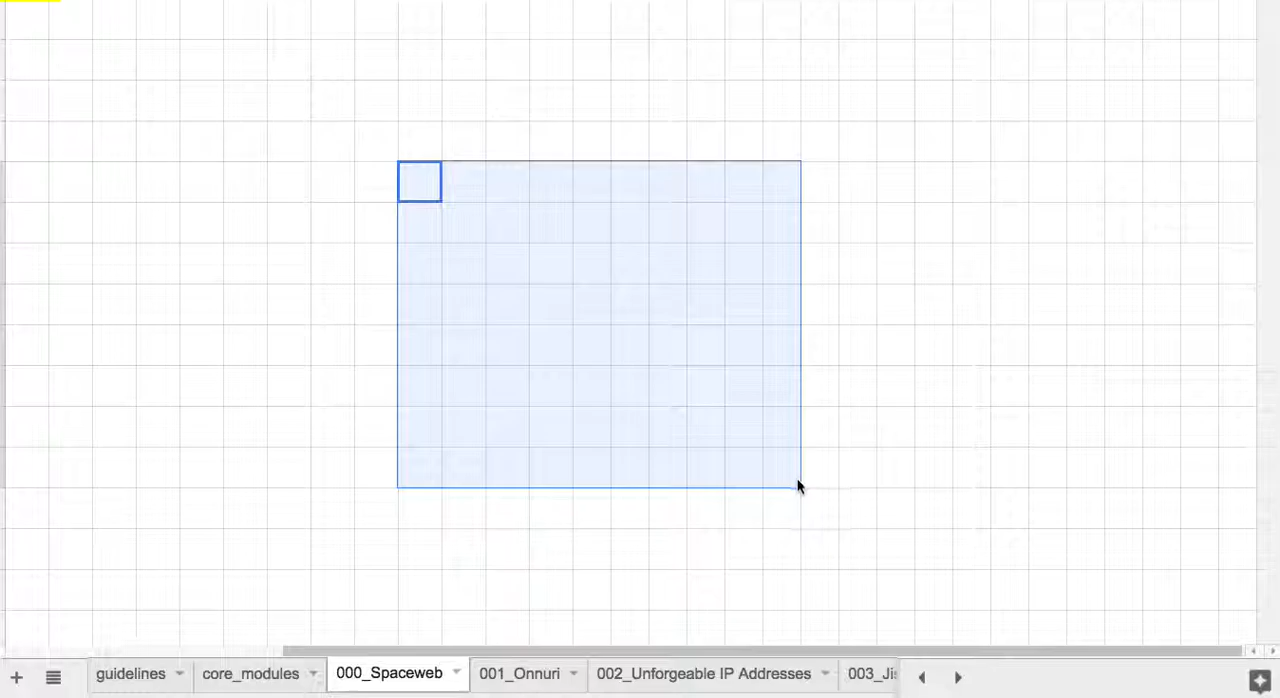 guidelines
core_modules
000_Spaceweb
001_Onnuri
002_Unforgeable IP Addresses